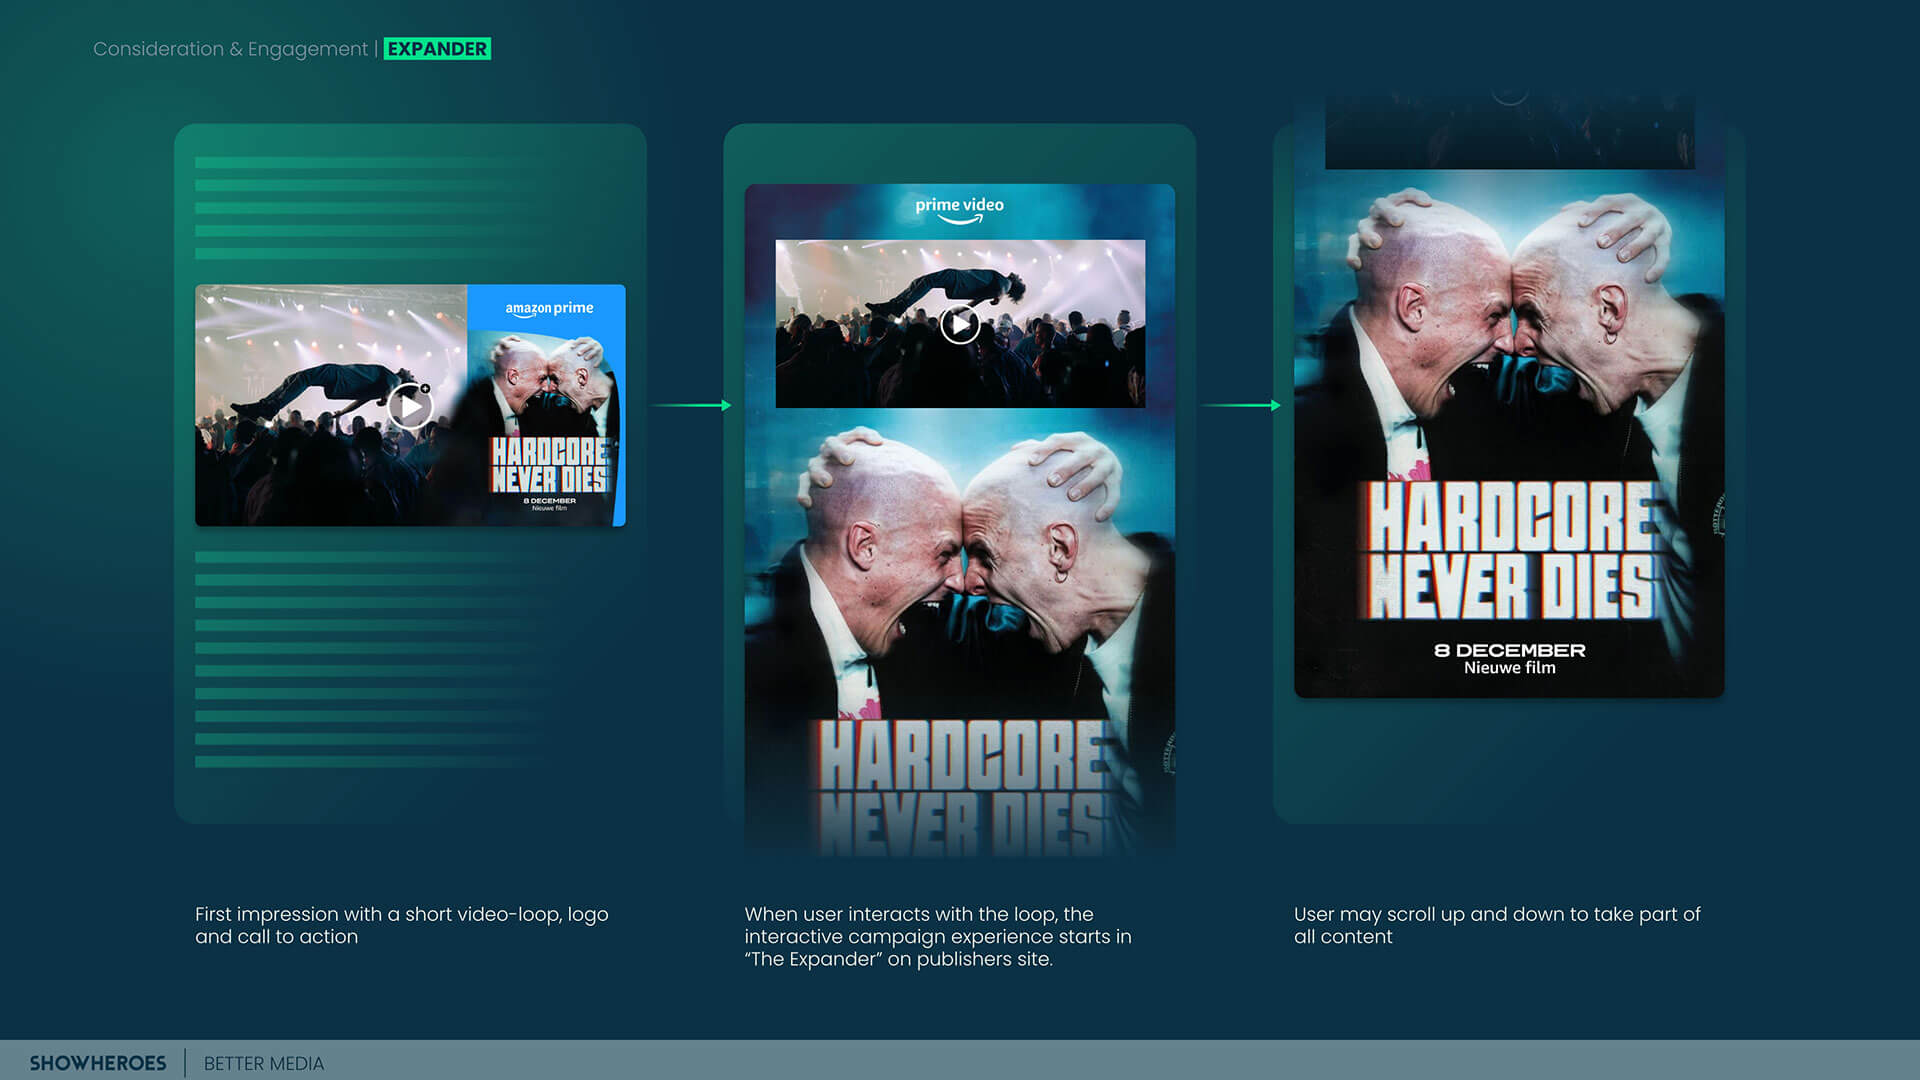 Consideration & Engagement | EXPANDER
amazon prime
HARDCORE
NEVER DIES
8 DECEMBER
Nieuwe film
First impression with a short video-loop, logo
and call to action
prime video
HARDCORE
NEVER DIES
When user interacts with the loop, the
interactive campaign experience starts in
“The Expander” on publishers site.
HARDCORE
NEVER DIES
8 DECEMBER
Nieuwe film
User may scroll up and down to take part of
all content
SHOWHEROES | BETTER MEDIA